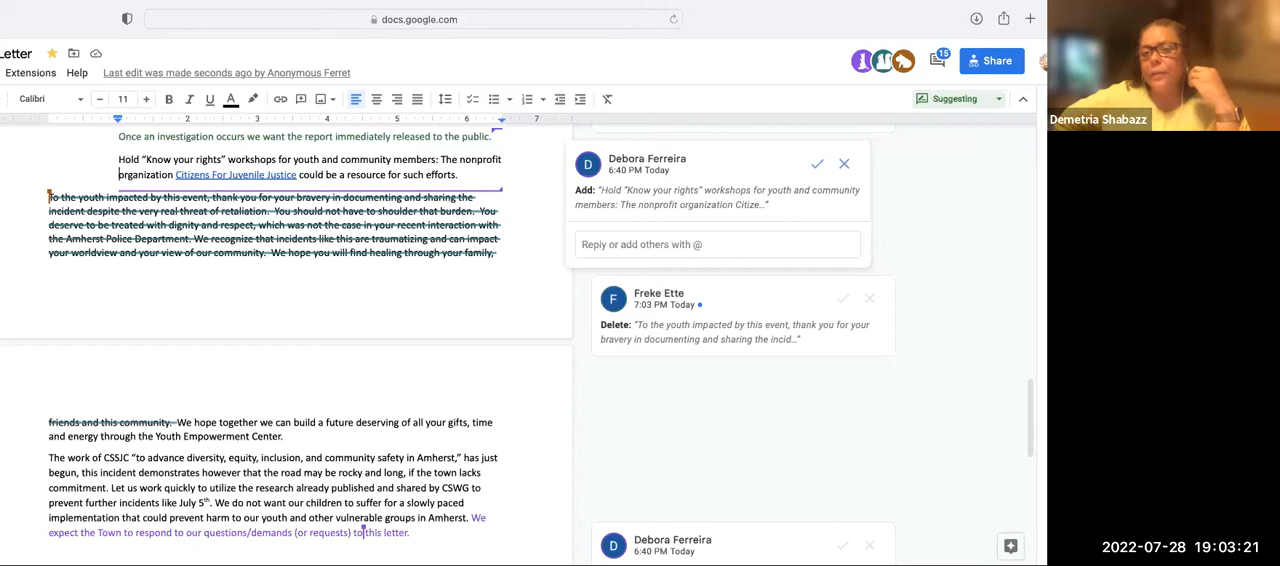 docs.google.com
Letter
Extensions Help Last edit was made seconds ago by Anonymous Ferret
15
Share
Calibri
11
Suggesting
2 3 4 5 6 7
Once an investigation occurs we want the report immediately released to the public.
Hold “Know your rights” workshops for youth and community members: The nonprofit
organization Citizens For Juvenile Justice could be a resource for such efforts.
To the youth impacted by this event, thank you for your bravery in documenting and sharing the
incident despite the very real threat of retaliation. You should not have to shoulder that burden. You
deserve to be treated with dignity and respect, which was not the case in your recent interaction with
the Amherst Police Department. We recognize that incidents like this are traumatizing and can impact
your worldview and your view of our community. We hope you will find healing through your family,
friends and this community. We hope together we can build a future deserving of all your gifts, time
and energy through the Youth Empowerment Center.
The work of CSSJC “to advance diversity, equity, inclusion, and community safety in Amherst,” has just
begun, this incident demonstrates however that the road may be rocky and long, if the town lacks
commitment. Let us work quickly to utilize the research already published and shared by CSWG to
prevent further incidents like July 5th. We do not want our children to suffer for a slowly paced
implementation that could prevent harm to our youth and other vulnerable groups in Amherst. We
expect the Town to respond to our questions/demands (or requests) to this letter.
D
Debora Ferreira
6:40 PM Today
Add: “Hold “Know your rights” workshops for youth and community
members: The nonprofit organization Citize...”
Reply or add others with @
F
Freke Ette
7:03 PM Today
Delete: “To the youth impacted by this event, thank you for your
bravery in documenting and sharing the incid...”
D
Debora Ferreira
6:40 PM Today
Demetria Shabazz
2022-07-28 19:03:21